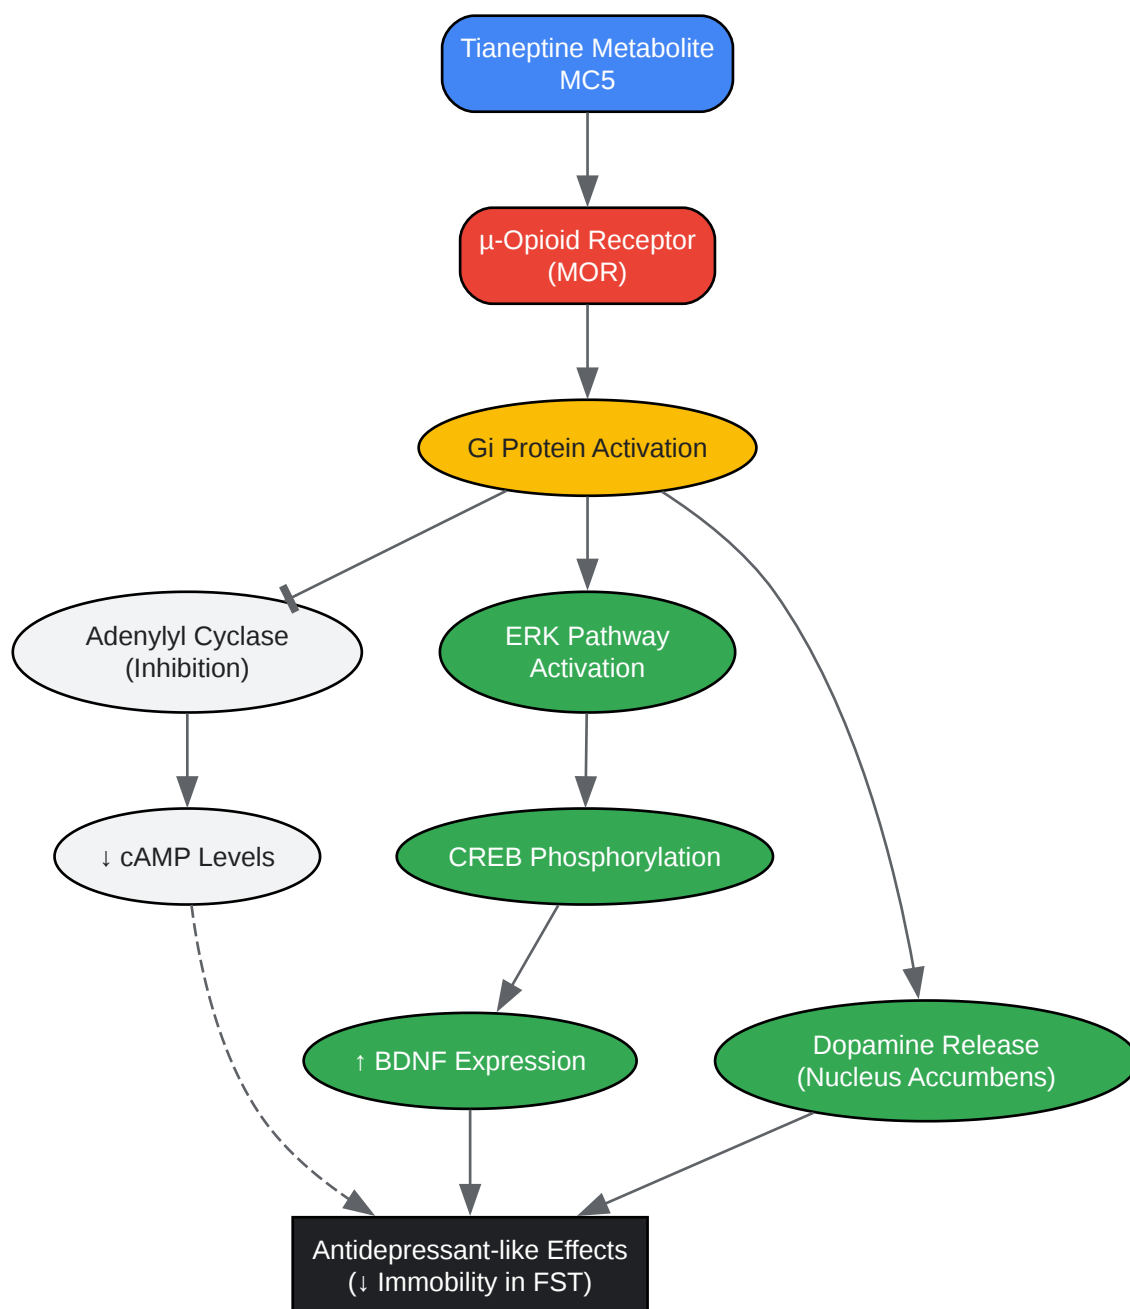 Tianeptine Metabolite
MC5
µ-Opioid Receptor
(MOR)
Gi Protein Activation
Adenylyl Cyclase
(Inhibition)
ERK Pathway
Activation
↓ cAMP Levels
CREB Phosphorylation
↑ BDNF Expression
Dopamine Release
(Nucleus Accumbens)
Antidepressant-like Effects
(↓ Immobility in FST)